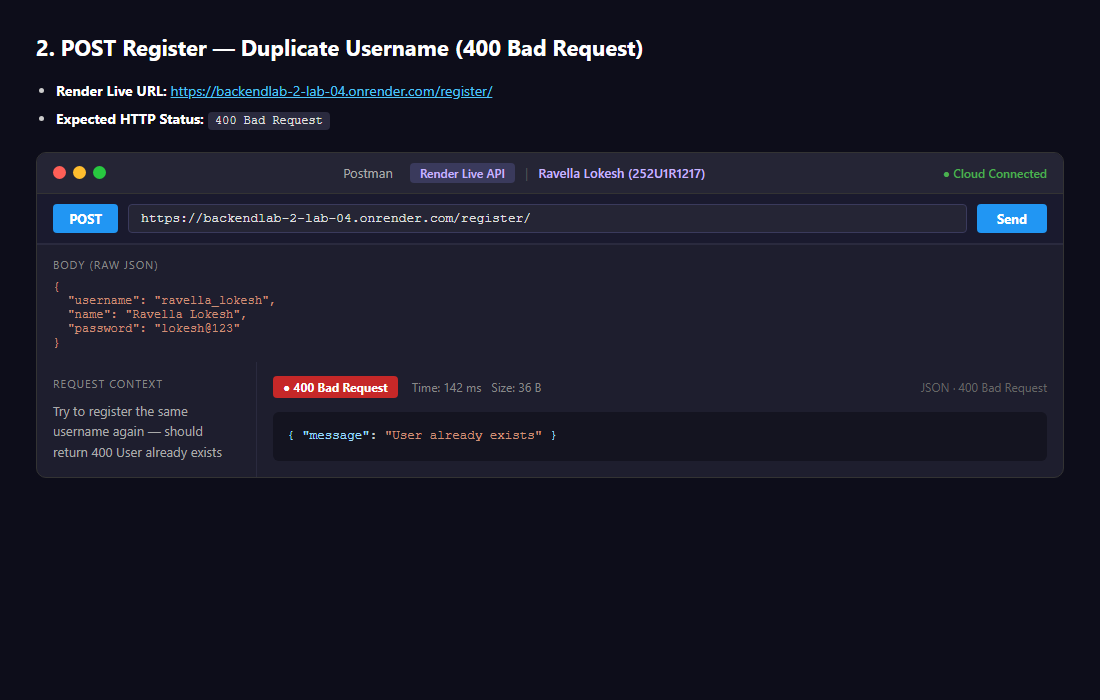 2. POST Register — Duplicate Username (400 Bad Request)
• Render Live URL: https://backendlab-2-lab-04.onrender.com/register/
• Expected HTTP Status: 400 Bad Request
Postman Render Live API | Ravella Lokesh (252U1R1217) ● Cloud Connected
POST https://backendlab-2-lab-04.onrender.com/register/ Send
BODY (RAW JSON)
{
"username": "ravella_lokesh",
"name": "Ravella Lokesh",
"password": "lokesh@123"
}
REQUEST CONTEXT
Try to register the same
username again — should
return 400 User already exists
● 400 Bad Request Time: 142 ms Size: 36 B JSON · 400 Bad Request
{ "message": "User already exists" }